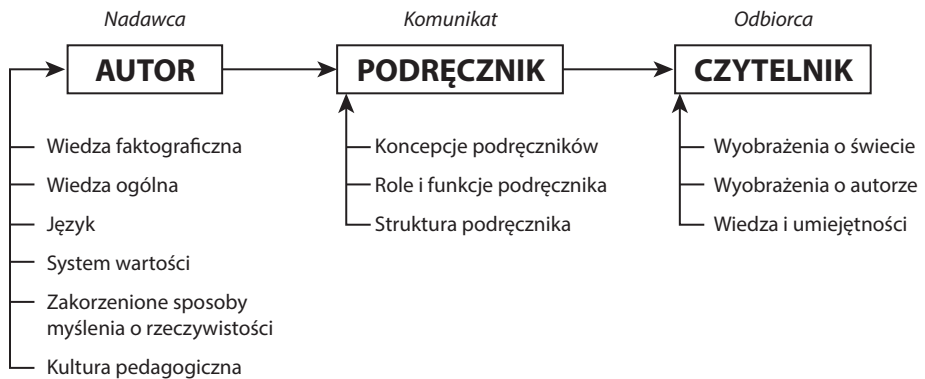 Nadawca
Komunikat
Odbiorca
AUTOR
PODRĘCZNIK
CZYTELNIK
Wiedza faktograficzna
Wiedza ogólna
Język
System wartości
Zakorzenione sposoby
myślenia o rzeczywistości
Kultura pedagogiczna
Koncepcje podręczników
Role i funkcje podręcznika
Struktura podręcznika
Wyobrażenia o świecie
Wyobrażenia o autorze
Wiedza i umiejętności